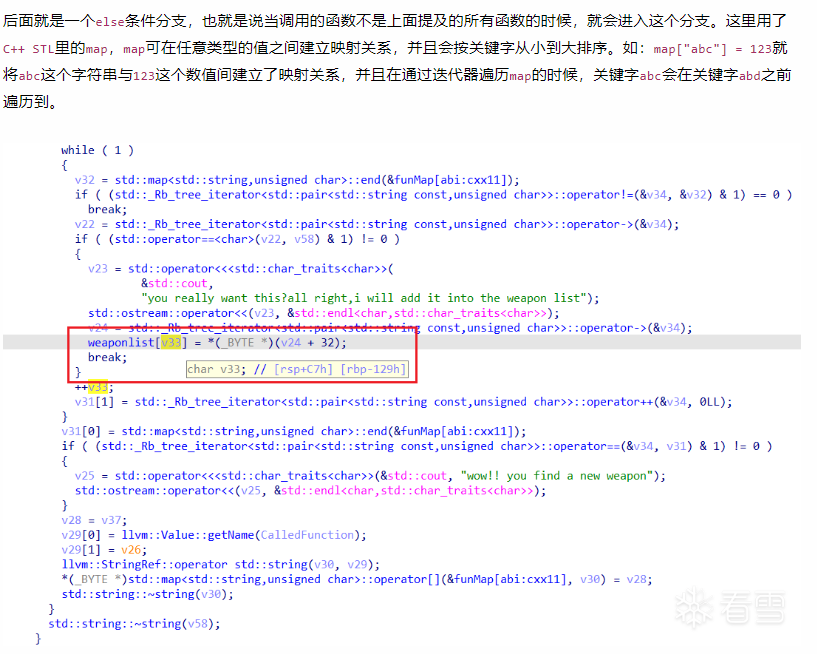 后面就是一个else条件分支，也就是说当调用的函数不是上面提及的所有函数的时候，就会进入这个分支。这里用了
C++ STL里的map，map可在任意类型的值之间建立映射关系，并且会按关键字从小到大排序。如：map["abc"] = 123就
将abc这个字符串与123这个数值间建立了映射关系，并且在通过迭代器遍历map的时候，关键字abc会在关键字abd之前
遍历到。
while ( 1 )
{
v32 = std::map<std::string,unsigned char>::end(&funMap[abi:cxx11]);
if ( (std::_Rb_tree_iterator<std::pair<std::string const,unsigned char>>::operator!=(&v34, &v32) & 1) == 0 )
break;
v22 = std::_Rb_tree_iterator<std::pair<std::string const,unsigned char>>::operator->(&v34);
if ( (std::operator==<char>(v22, v58) & 1) != 0 )
{
v23 = std::operator<<<std::char_traits<char>>(
&std::cout,
"you really want this?all right,i will add it into the weapon list");
std::ostream::operator<<(v23, &std::endl<char,std::char_traits<char>>);
v24 = std::_Rb_tree_iterator<std::pair<std::string const,unsigned char>>::operator->(&v34);
weaponlist[v33] = *(_BYTE *)(v24 + 32);
break;
}
char v33; // [rsp+C7h] [rbp-129h]
++v33;
v31[1] = std::_Rb_tree_iterator<std::pair<std::string const,unsigned char>>::operator++(&v34, 0LL);
}
v31[0] = std::map<std::string,unsigned char>::end(&funMap[abi:cxx11]);
if ( (std::_Rb_tree_iterator<std::pair<std::string const,unsigned char>>::operator==(&v34, v31) & 1) != 0 )
{
v25 = std::operator<<<std::char_traits<char>>(&std::cout, "wow!! you find a new weapon");
std::ostream::operator<<(v25, &std::endl<char,std::char_traits<char>>);
}
v28 = v37;
v29[0] = llvm::Value::getName(CalledFunction);
v29[1] = v26;
llvm::StringRef::operator std::string(v30, v29);
*(_BYTE *)std::map<std::string,unsigned char>::operator[](&funMap[abi:cxx11], v30) = v28;
std::string::~string(v30);
}
std::string::~string(v58);
}
看雪